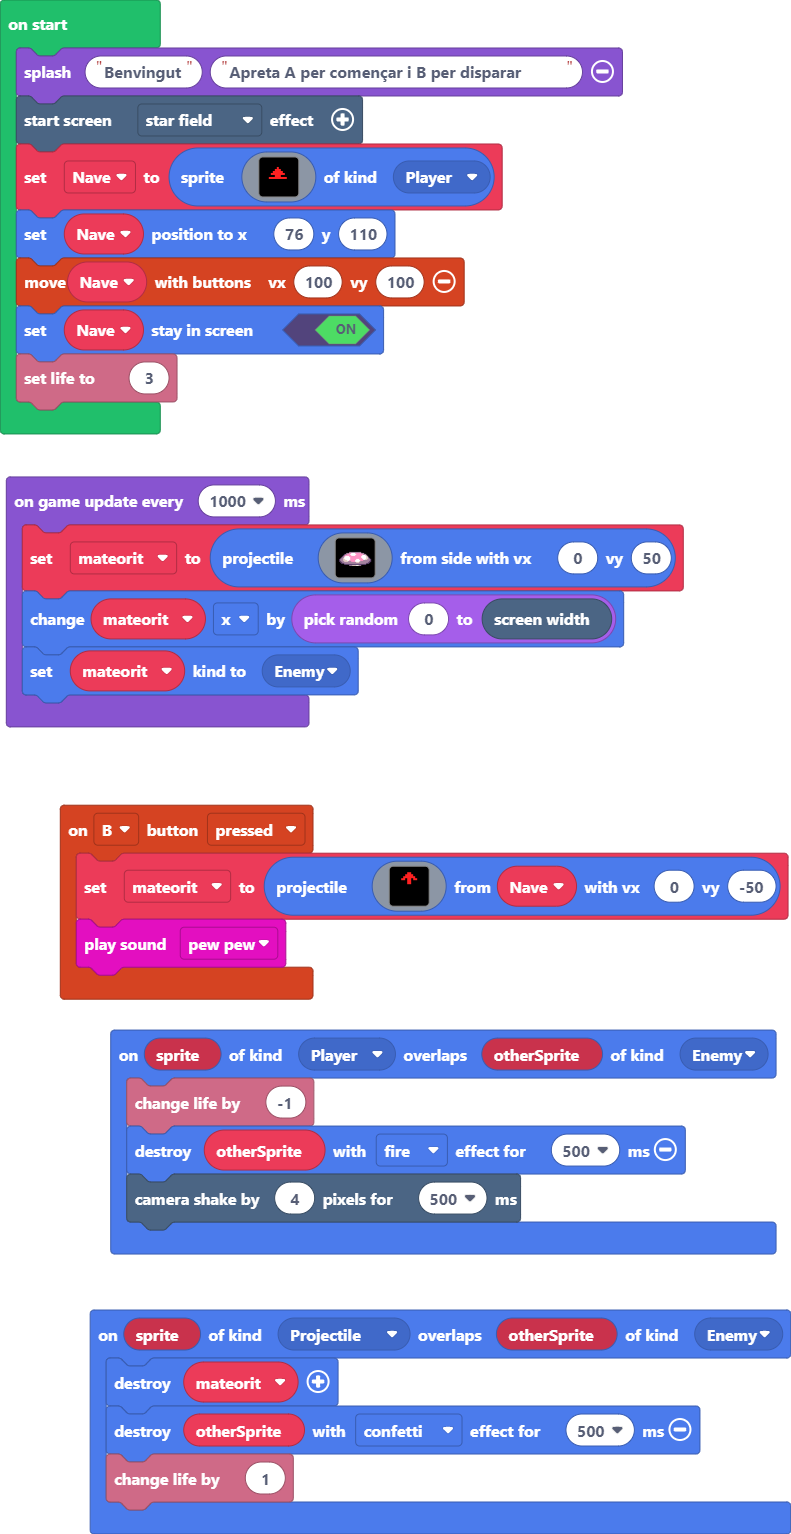 on start
splash "Benvingut" "Apreta A per començar i B per disparar"
start screen star field effect
set Nave to sprite of kind Player
set Nave position to x 76 y 110
move Nave with buttons vx 100 vy 100
set Nave stay in screen ON
set life to 3
on game update every 1000 ms
set mateorit to projectile from side with vx 0 vy 50
change mateorit x by pick random 0 to screen width
set mateorit kind to Enemy
on B button pressed
set mateorit to projectile from Nave with vx 0 vy -50
play sound pew pew
on sprite of kind Player overlaps otherSprite of kind Enemy
change life by -1
destroy otherSprite with fire effect for 500 ms
camera shake by 4 pixels for 500 ms
on sprite of kind Projectile overlaps otherSprite of kind Enemy
destroy mateorit
destroy otherSprite with confetti effect for 500 ms
change life by 1